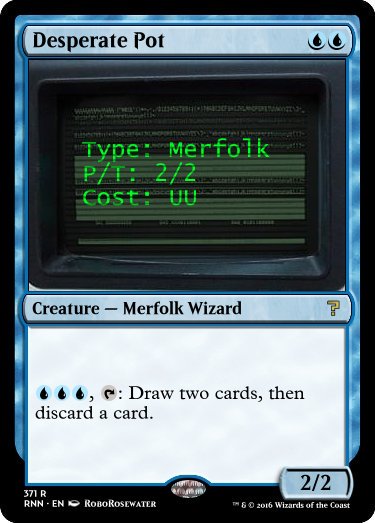 Desperate Pot
Type: Merfolk
P/T: 2/2
Cost: UU
Creature — Merfolk Wizard
: Draw two cards, then
discard a card.
2/2
371 R
RNN • EN RoboRosewater
™ & © 2016 Wizards of the Coast